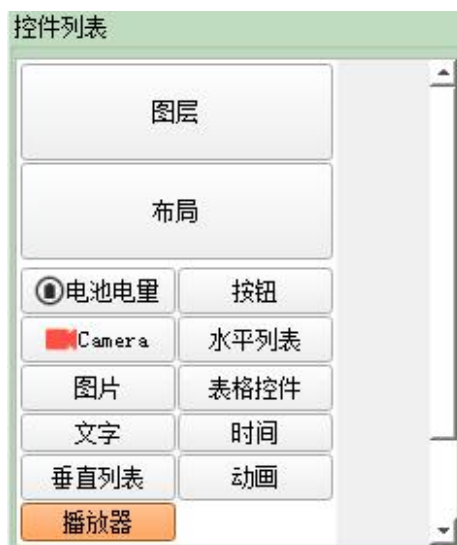 控件列表
图层
布局
电池电量 按钮
Camera 水平列表
图片 表格控件
文字 时间
垂直列表 动画
播放器